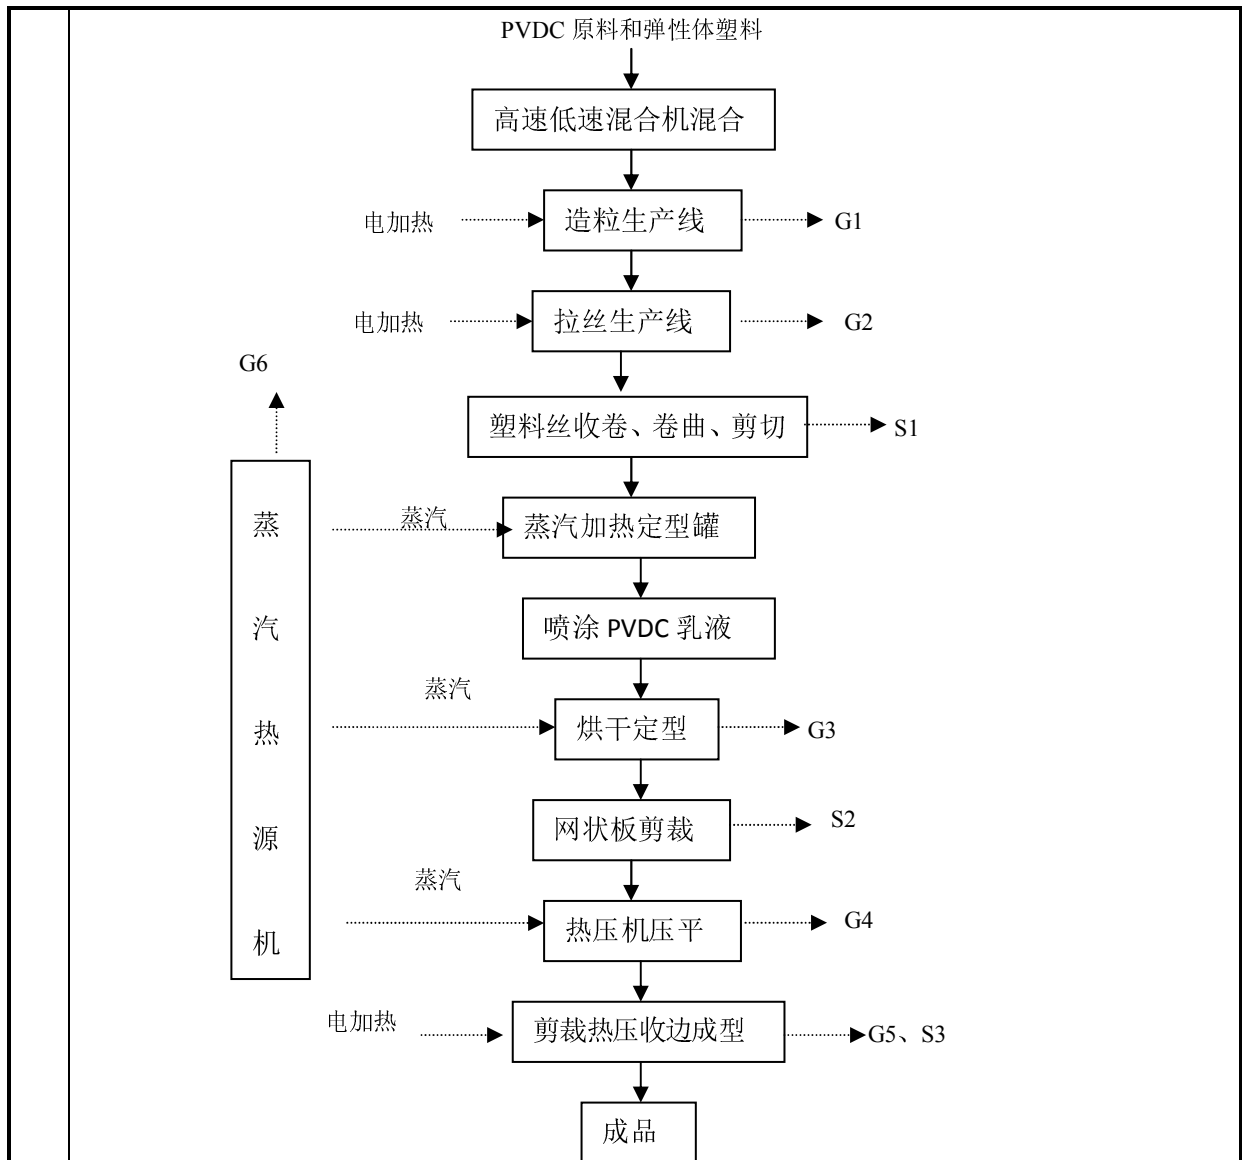 PVDC 原料和弹性体塑料
高速低速混合机混合
电加热
造粒生产线
G1
电加热
拉丝生产线
G2
G6
塑料丝收卷、卷曲、剪切
S1
蒸汽热源机
蒸汽
蒸汽加热定型罐
喷涂 PVDC 乳液
蒸汽
烘干定型
G3
网状板剪裁
S2
蒸汽
热压机压平
G4
电加热
剪裁热压收边成型
G5、S3
成品